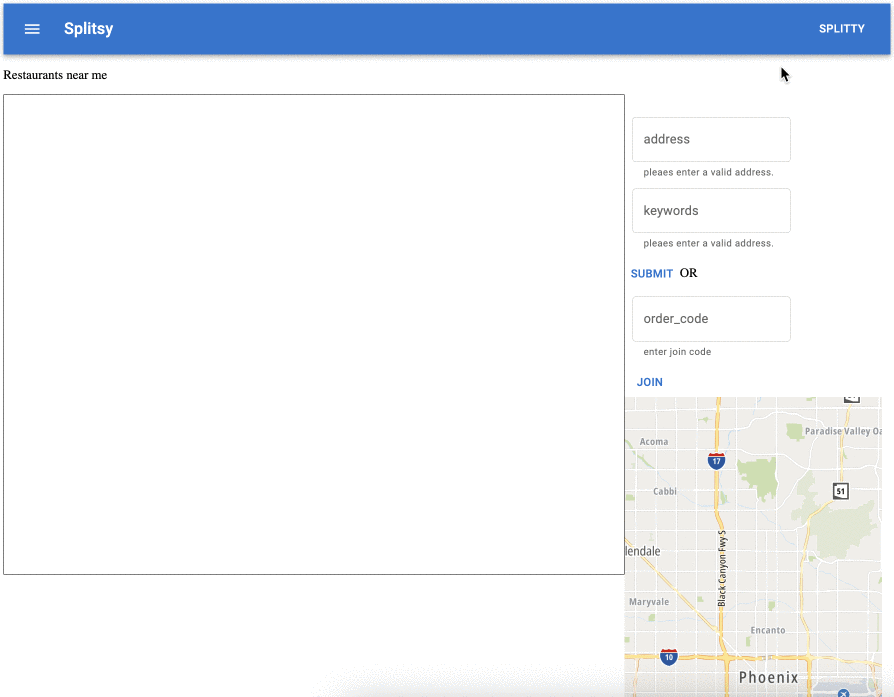 Splitsy
SPLITTY
Restaurants near me
address
pleaes enter a valid address.
keywords
pleaes enter a valid address.
SUBMIT OR
order_code
enter join code
JOIN
Paradise Valley Oa
Acoma
17
Cabbi
51
lendale
Black Canyon Fwy S
Maryvale
Encanto
10
Phoenix